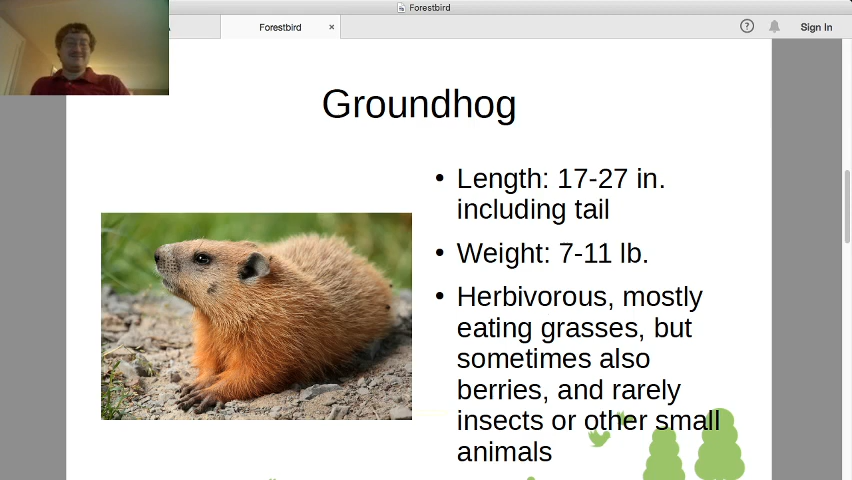 Forestbird
Forestbird ×
? Sign In
Groundhog
• Length: 17-27 in.
including tail
• Weight: 7-11 lb.
• Herbivorous, mostly
eating grasses, but
sometimes also
berries, and rarely
insects or other small
animals